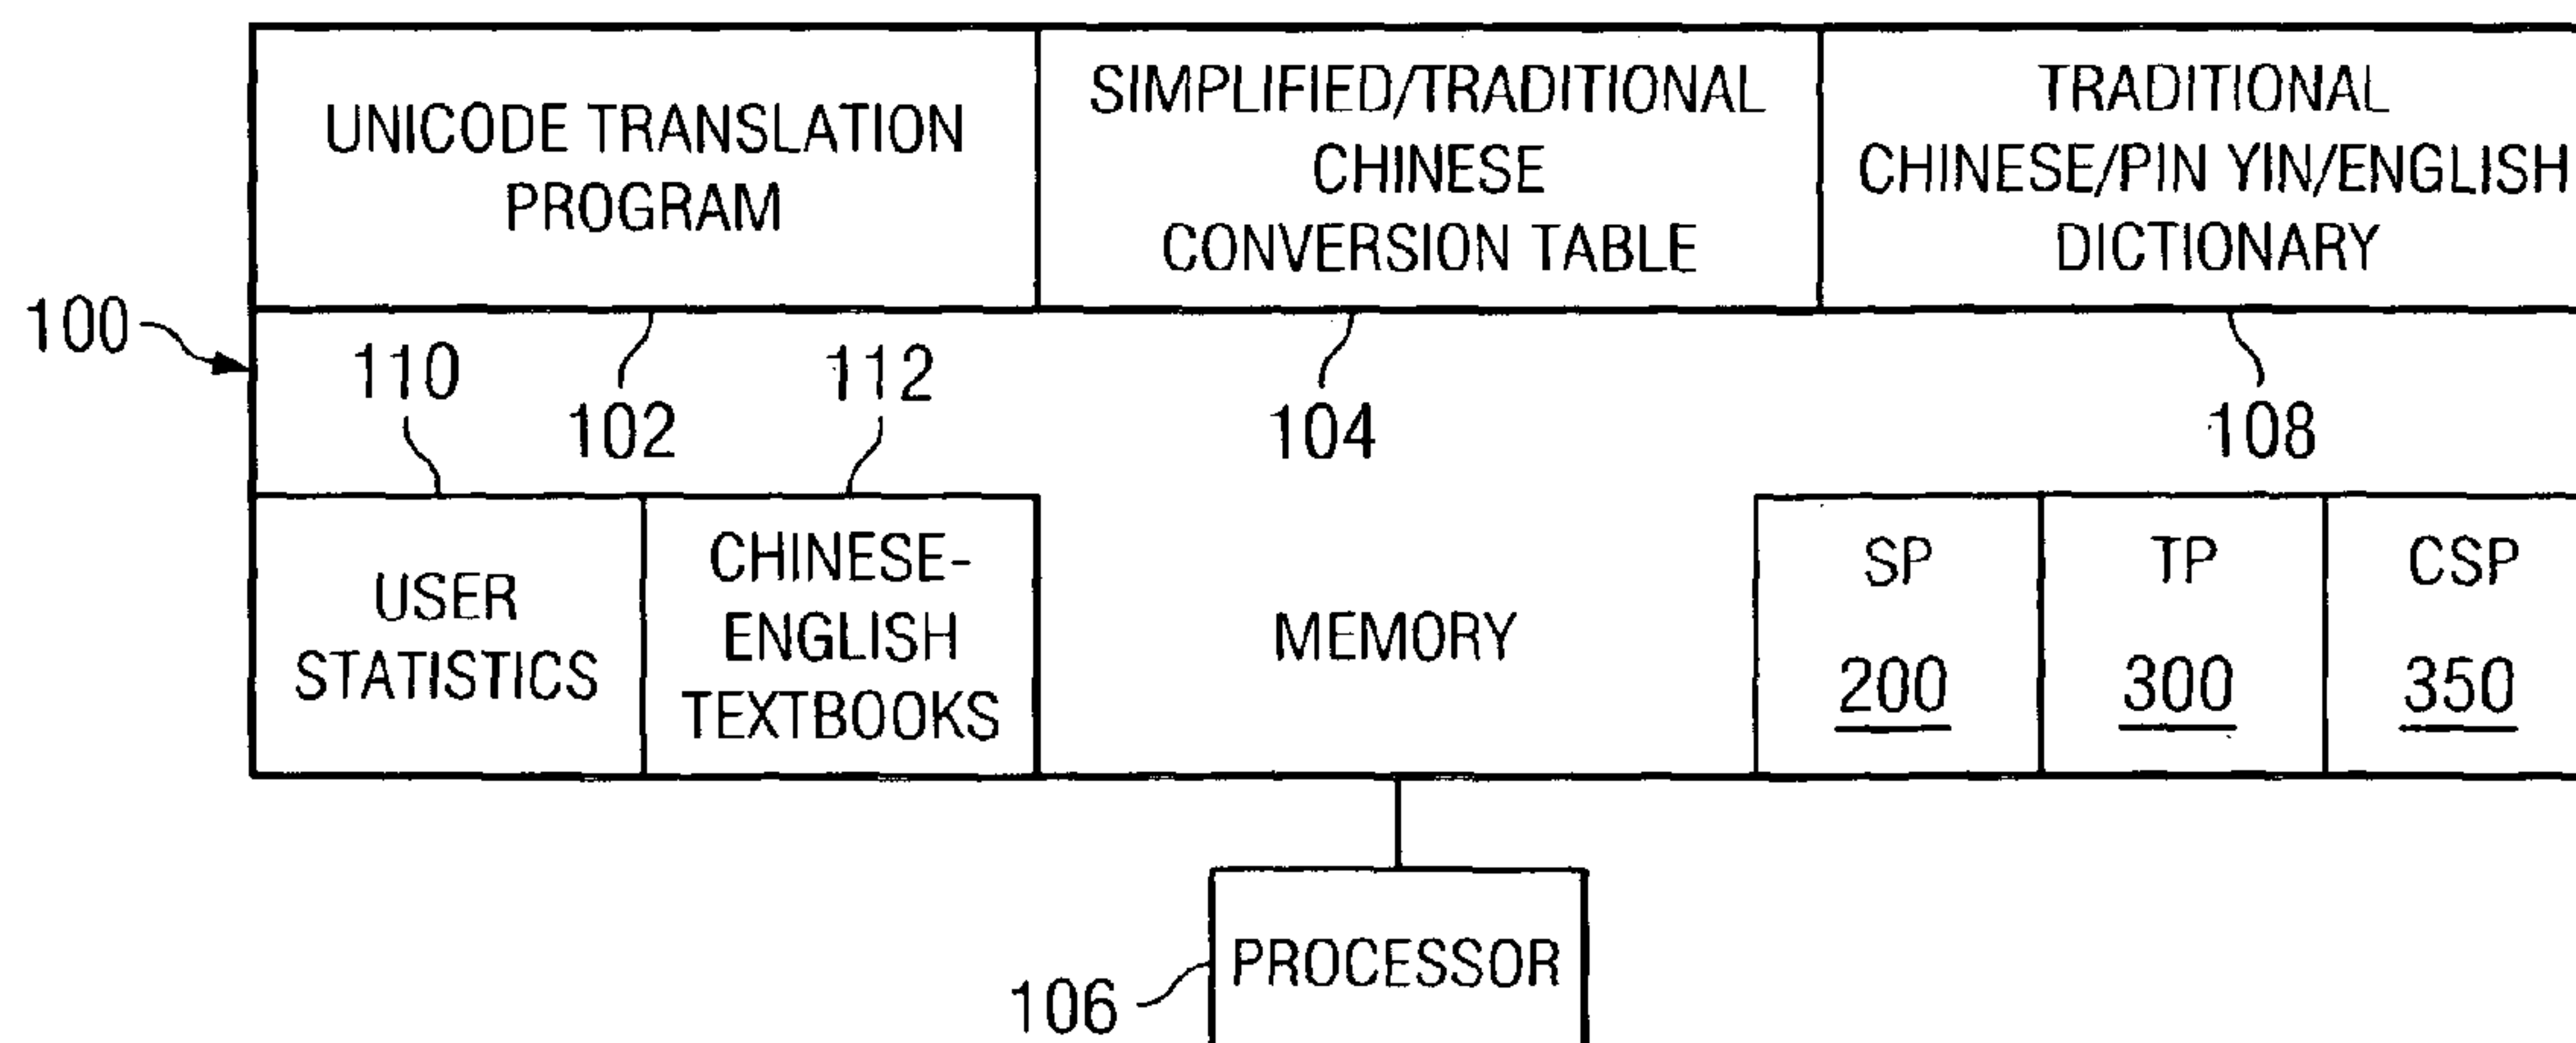 UNICODE TRANSLATION
PROGRAM
SIMPLIFIED/TRADITIONAL
CHINESE
CONVERSION TABLE
TRADITIONAL
CHINESE/PIN YIN/ENGLISH
DICTIONARY
100
110
102
112
104
108
USER
STATISTICS
CHINESE-
ENGLISH
TEXTBOOKS
MEMORY
SP
200
TP
300
CSP
350
PROCESSOR
106